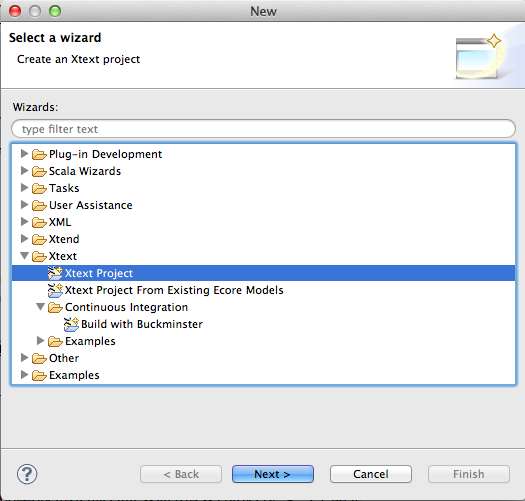 New
Select a wizard
Create an Xtext project
Wizards:
type filter text
Plug-in Development
Scala Wizards
Tasks
User Assistance
XML
Xtend
Xtext
Xtext Project
Xtext Project From Existing Ecore Models
Continuous Integration
Build with Buckminster
Examples
Other
Examples
? < Back Next > Cancel Finish